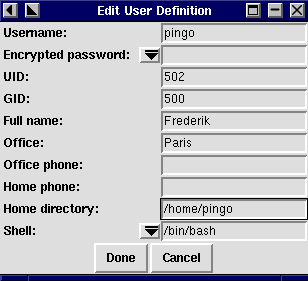 Edit User Definition
Username: pingo
Encrypted password:
UID: 502
GID: 500
Full name: Frederik
Office: Paris
Office phone:
Home phone:
Home directory: /home/pingo
Shell: /bin/bash
Done Cancel